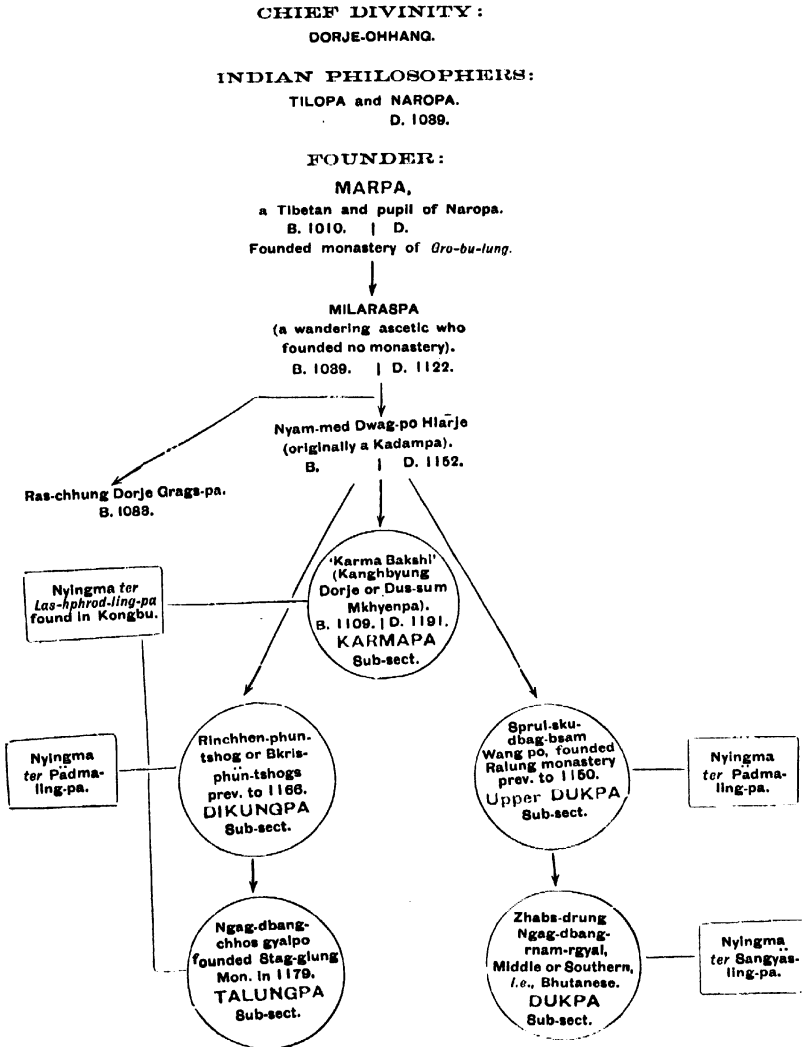 CHIEF DIVINITY:
DORJE-CHHANG.
INDIAN PHILOSOPHERS:
TILOPA and NAROPA.
D. 1039.
FOUNDER:
MARPA,
a Tibetan and pupil of Naropa.
B. 1010. | D.
Founded monastery of Gro-bu-lung.
MILARASPA
(a wandering ascetic who
founded no monastery).
B. 1039. | D. 1122.
Nyam-med Dwag-po Hlārje
(originally a Kadampa).
B. | D. 1152.
Ras-chhung Dorje Grags-pa.
B. 1083.
'Karma Bakshi'
(Kanghbyung
Dorje or Dus-sum
Mkhyenpa).
B. 1109. | D. 1191.
KARMAPA
Sub-sect.
Nyingma ter
Las-hphrod-ling-pa
found in Kongbu.
Rinchhen-phun-
tshog or Bkris-
phün-tshogs
prev. to 1166.
DIKUNGPA
Sub-sect.
Nyingma
ter Pädma-
ling-pa.
Sprul-sku-
dbag-bsam
Wang po, founded
Ralung monastery
prev. to 1150.
Upper DUKPA
Sub-sect.
Nyingma
ter Pädma-
ling-pa.
Ngag-dbang-
chhos gyalpo
founded Stag-glung
Mon. in 1179.
TALUNGPA
Sub-sect.
Zhabs-drung
Ngag-dbang-
rnam-rgyal,
Middle or Southern,
i.e., Bhutanese.
DUKPA
Sub-sect.
Nyingma
ter Sangyäs-
ling-pa.